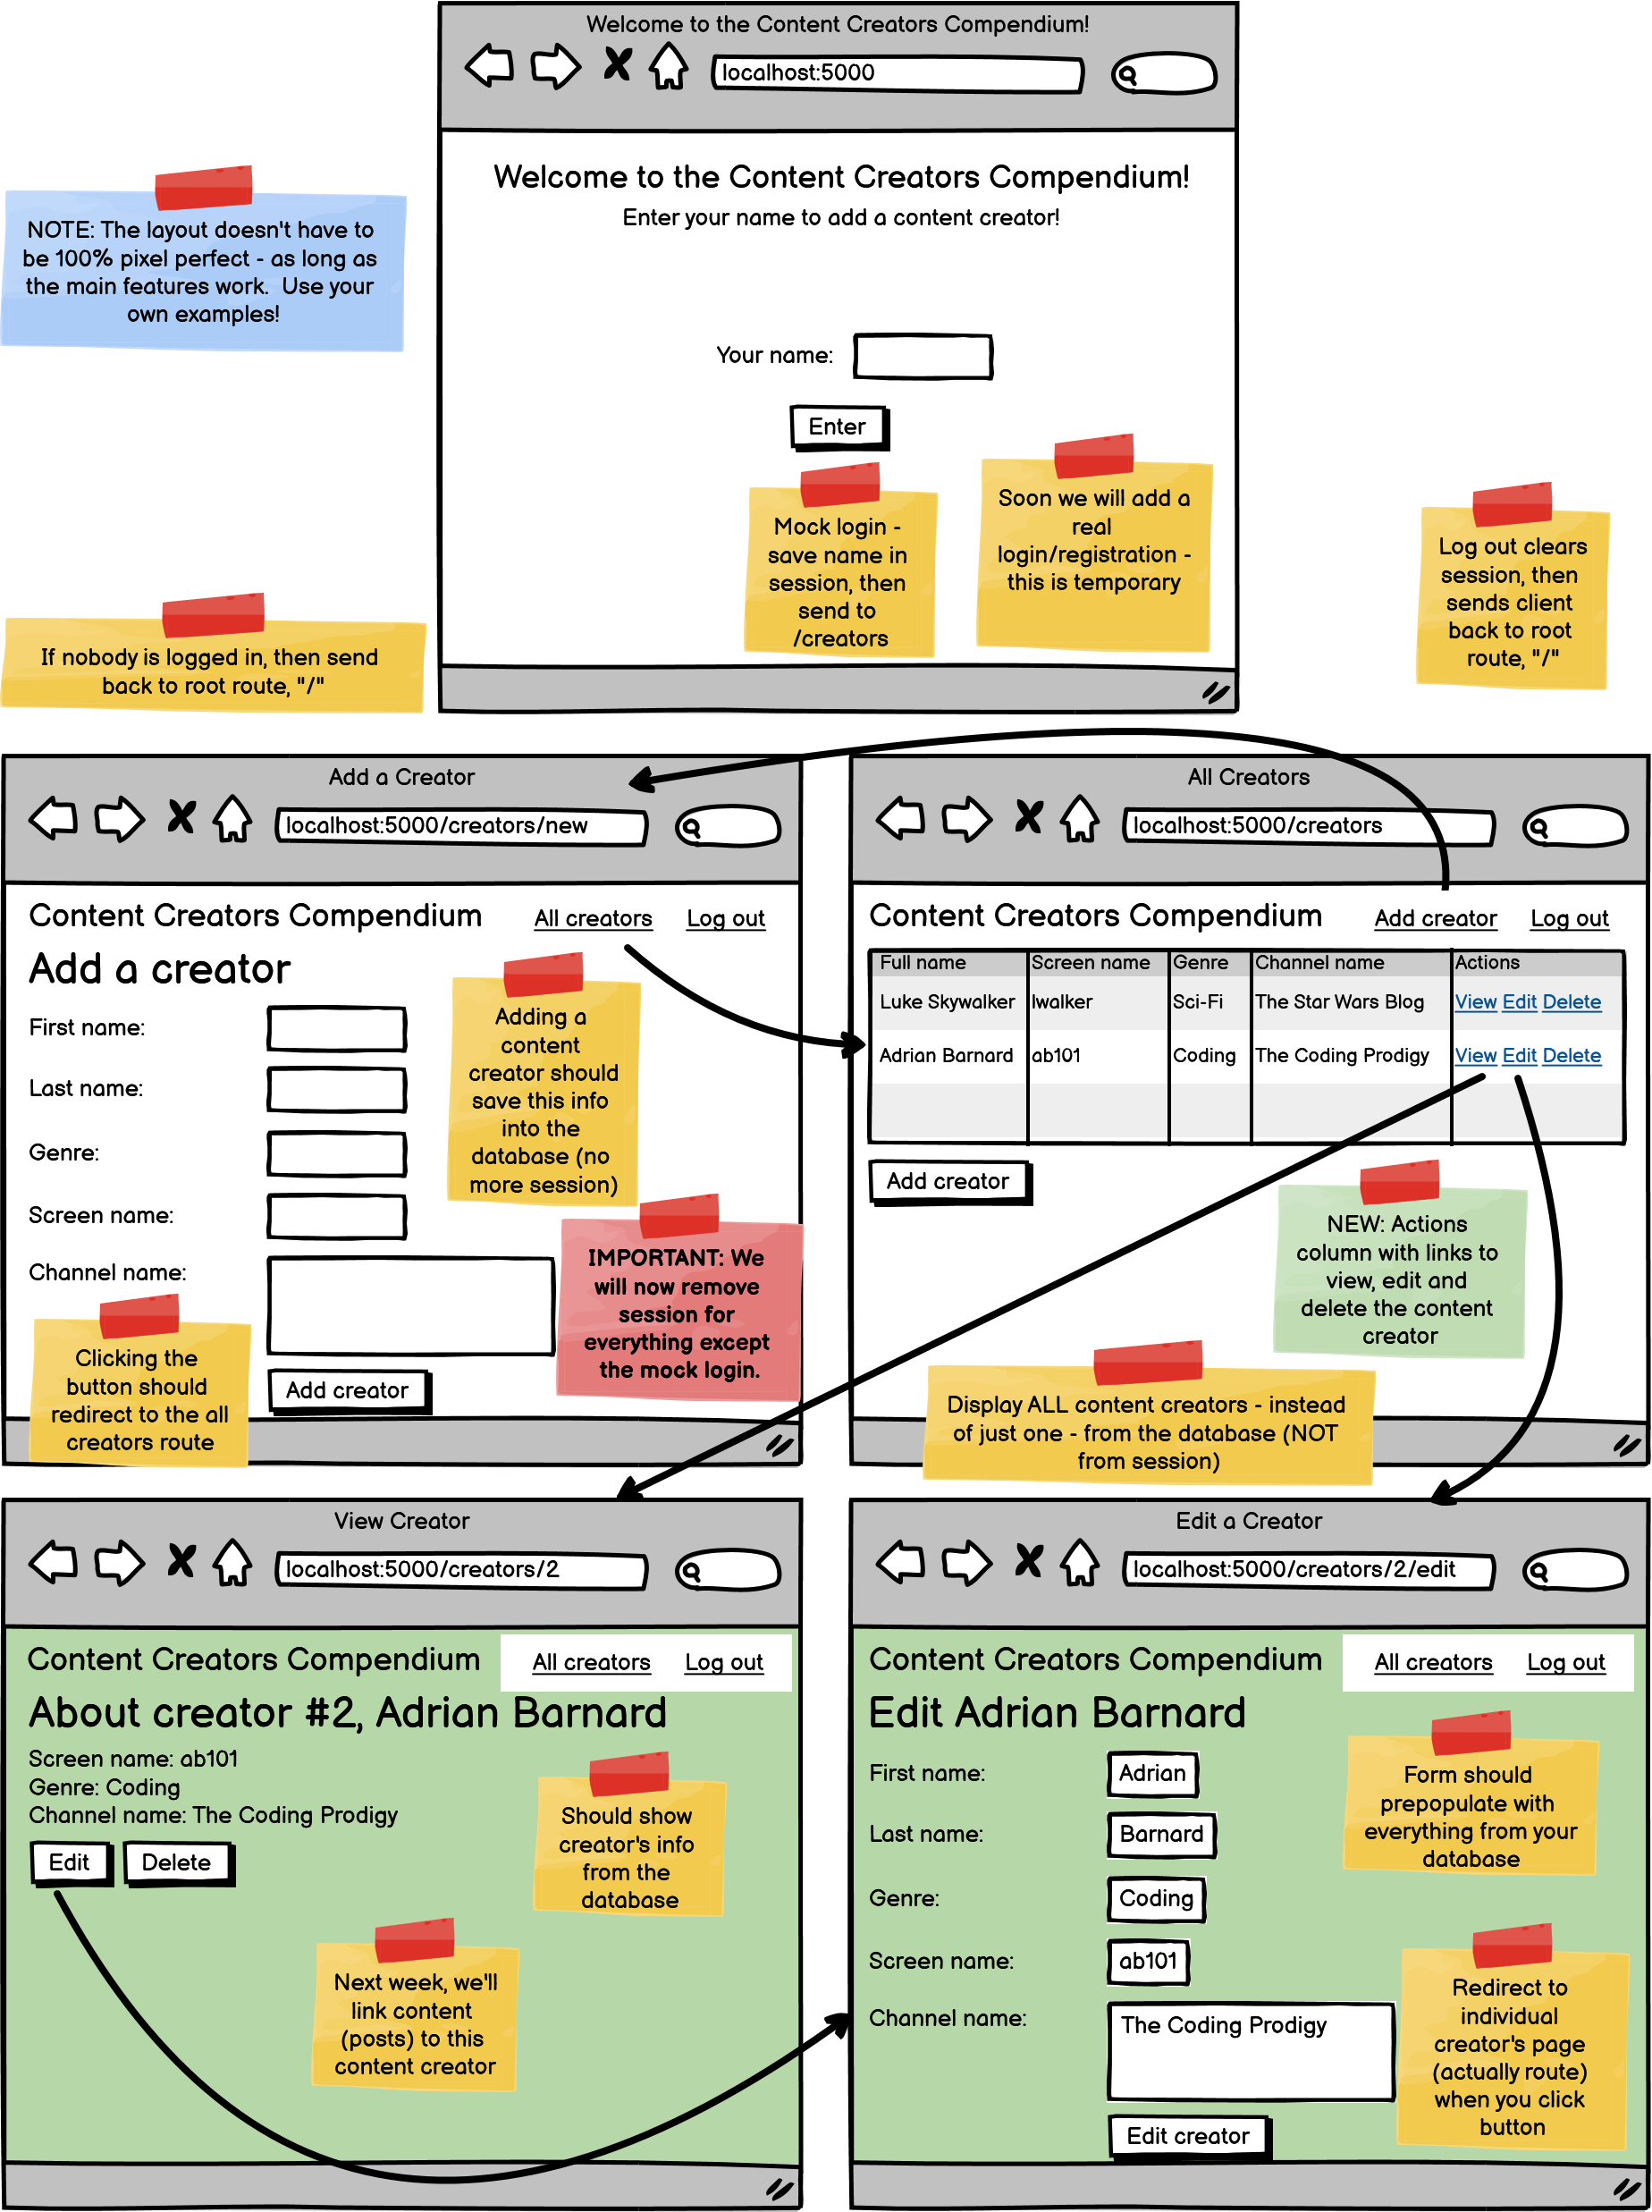 Welcome to the Content Creators Compendium!
localhost:5000
Welcome to the Content Creators Compendium!
Enter your name to add a content creator!
Your name:
Enter
Mock login -
save name in
session, then
send to
/creators
Soon we will add a
real
login/registration -
this is temporary
NOTE: The layout doesn't have to
be 100% pixel perfect - as long as
the main features work.  Use your
own examples!
If nobody is logged in, then send
back to root route, "/"
Log out clears
session, then
sends client
back to root
route, "/"
Add a Creator
localhost:5000/creators/new
Content Creators Compendium
All creators
Log out
Add a creator
First name:
Last name:
Genre:
Screen name:
Channel name:
Add creator
Adding a
content
creator should
save this info
into the
database (no
more session)
IMPORTANT: We
will now remove
session for
everything except
the mock login.
Clicking the
button should
redirect to the all
creators route
All Creators
localhost:5000/creators
Content Creators Compendium
Add creator
Log out
Full name Screen name Genre Channel name Actions
Luke Skywalker lwalker Sci-Fi The Star Wars Blog View Edit Delete
Adrian Barnard ab101 Coding The Coding Prodigy View Edit Delete
Add creator
NEW: Actions
column with links to
view, edit and
delete the content
creator
Display ALL content creators - instead
of just one - from the database (NOT
from session)
View Creator
localhost:5000/creators/2
Content Creators Compendium
All creators
Log out
About creator #2, Adrian Barnard
Screen name: ab101
Genre: Coding
Channel name: The Coding Prodigy
Edit
Delete
Should show
creator's info
from the
database
Next week, we'll
link content
(posts) to this
content creator
Edit a Creator
localhost:5000/creators/2/edit
Content Creators Compendium
All creators
Log out
Edit Adrian Barnard
First name: Adrian
Last name: Barnard
Genre: Coding
Screen name: ab101
Channel name: The Coding Prodigy
Edit creator
Form should
prepopulate with
everything from your
database
Redirect to
individual
creator's page
(actually route)
when you click
button